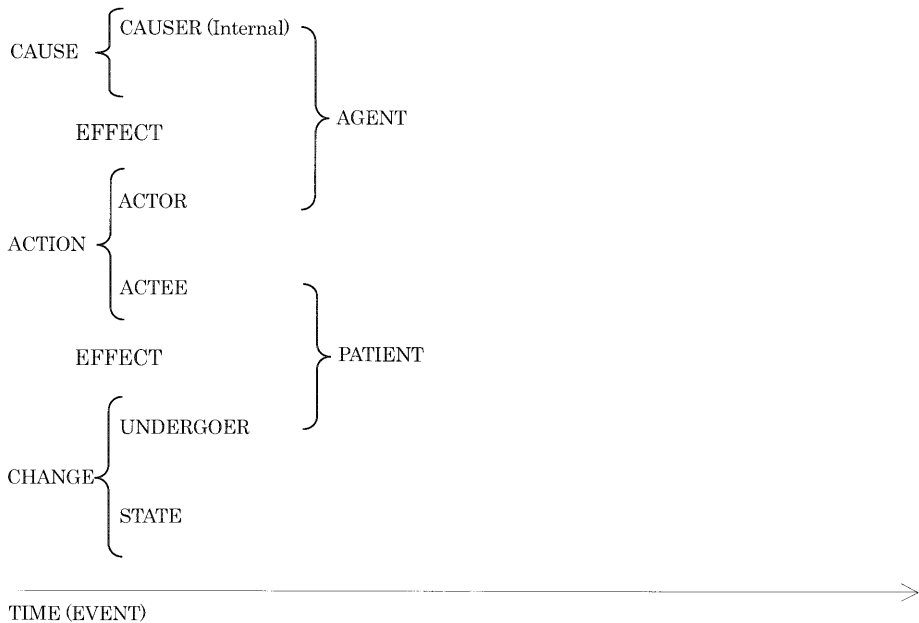 CAUSER (Internal)
CAUSE
AGENT
EFFECT
ACTOR
ACTION
ACTEE
EFFECT
PATIENT
UNDERGOER
CHANGE
STATE
TIME (EVENT)